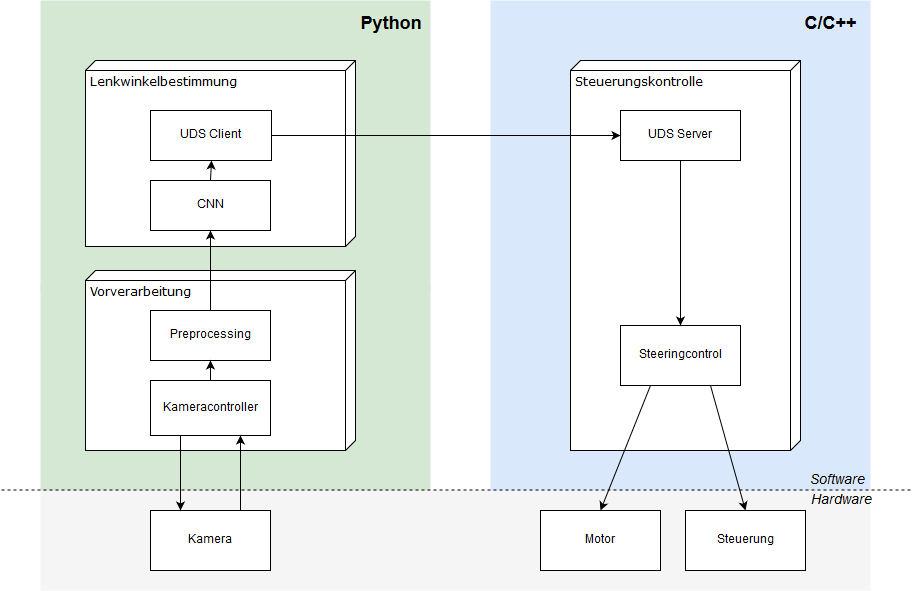 Python
C/C++
Lenkwinkelbestimmung
UDS Client
CNN
Vorverarbeitung
Preprocessing
Kameracontroller
Steuerungskontrolle
UDS Server
Steeringcontrol
Software
Hardware
Kamera
Motor
Steuerung